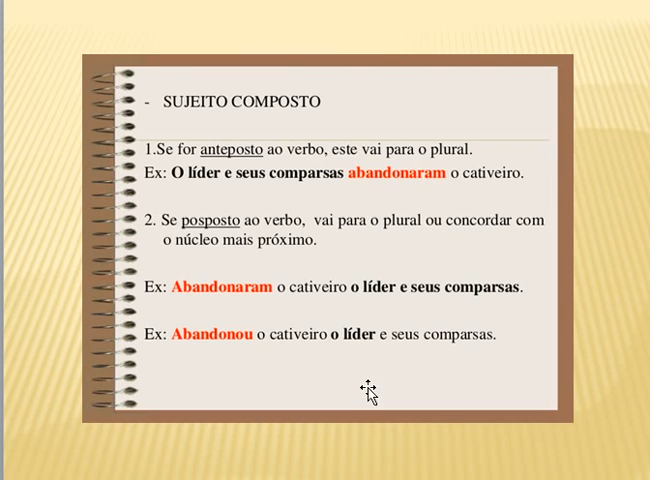 - SUJEITO COMPOSTO
1.Se for anteposto ao verbo, este vai para o plural.
Ex: O líder e seus comparsas abandonaram o cativeiro.
2. Se posposto ao verbo, vai para o plural ou concordar com
o núcleo mais próximo.
Ex: Abandonaram o cativeiro o líder e seus comparsas.
Ex: Abandonou o cativeiro o líder e seus comparsas.